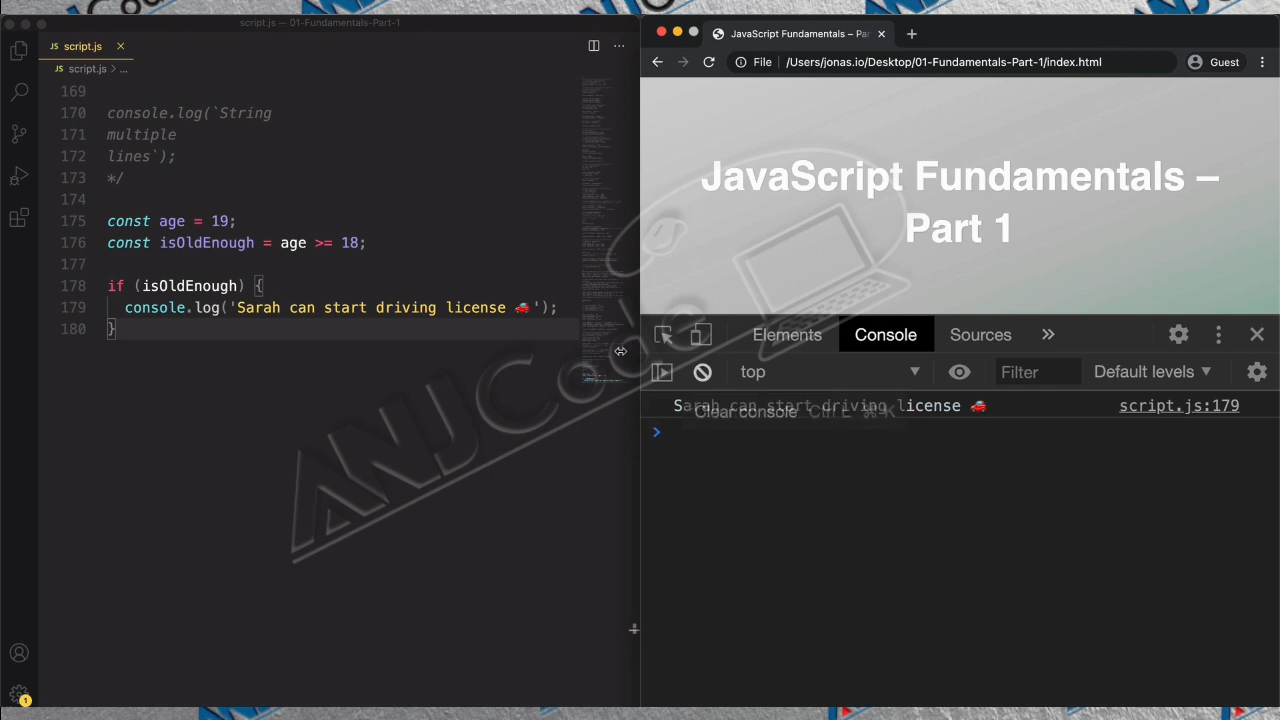 script.js — 01-Fundamentals-Part-1
JS script.js
JS script.js > ...
169
170 console.log(`String
171 multiple
172 lines`);
173 */
174
175 const age = 19;
176 const isOldEnough = age >= 18;
177
178 if (isOldEnough) {
179 console.log('Sarah can start driving license 🚗');
180 }
1
JavaScript Fundamentals – Par
File /Users/jonas.io/Desktop/01-Fundamentals-Part-1/index.html
Guest
JavaScript Fundamentals –
Part 1
Elements Console Sources »
top Filter Default levels
Sarah can start driving license 🚗 script.js:179
Clear console Ctrl L ⌘ K
>